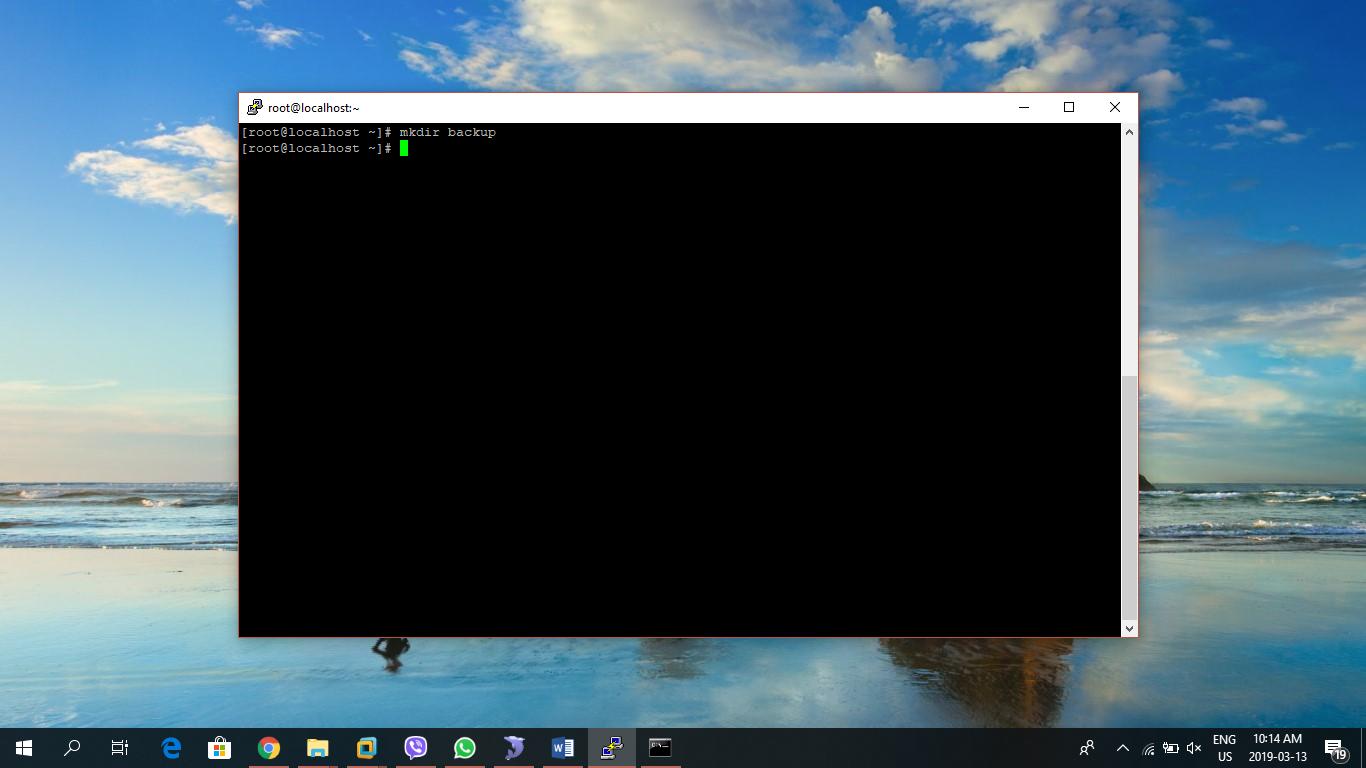 root@localhost:~
[root@localhost ~]# mkdir backup
[root@localhost ~]#
ENG
US
10:14 AM
2019-03-13
19